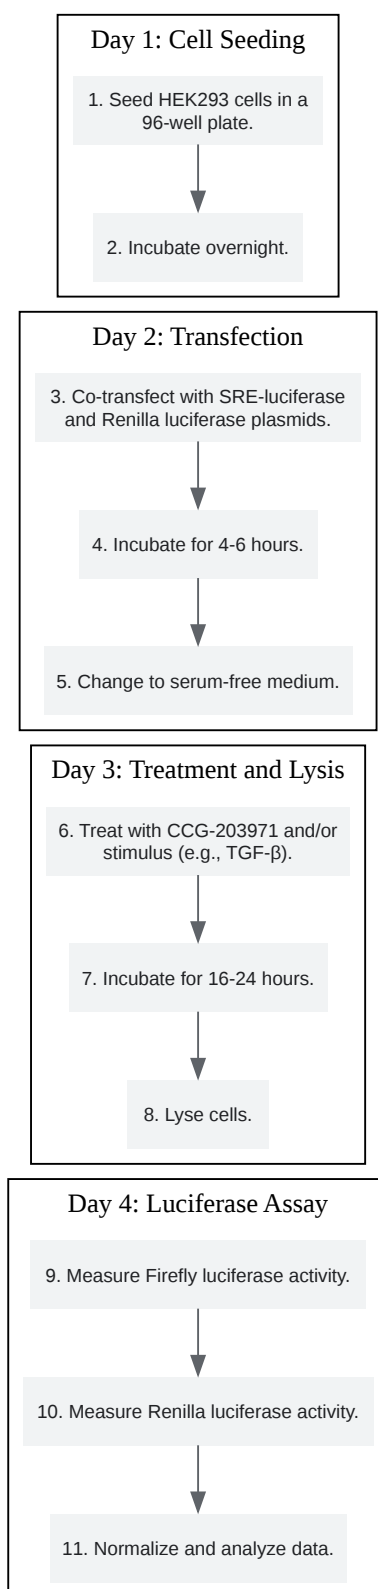 Day 1: Cell Seeding
1. Seed HEK293 cells in a
96-well plate.
2. Incubate overnight.
Day 2: Transfection
3. Co-transfect with SRE-luciferase
and Renilla luciferase plasmids.
4. Incubate for 4-6 hours.
5. Change to serum-free medium.
Day 3: Treatment and Lysis
6. Treat with CCG-203971 and/or
stimulus (e.g., TGF-β).
7. Incubate for 16-24 hours.
8. Lyse cells.
Day 4: Luciferase Assay
9. Measure Firefly luciferase activity.
10. Measure Renilla luciferase activity.
11. Normalize and analyze data.